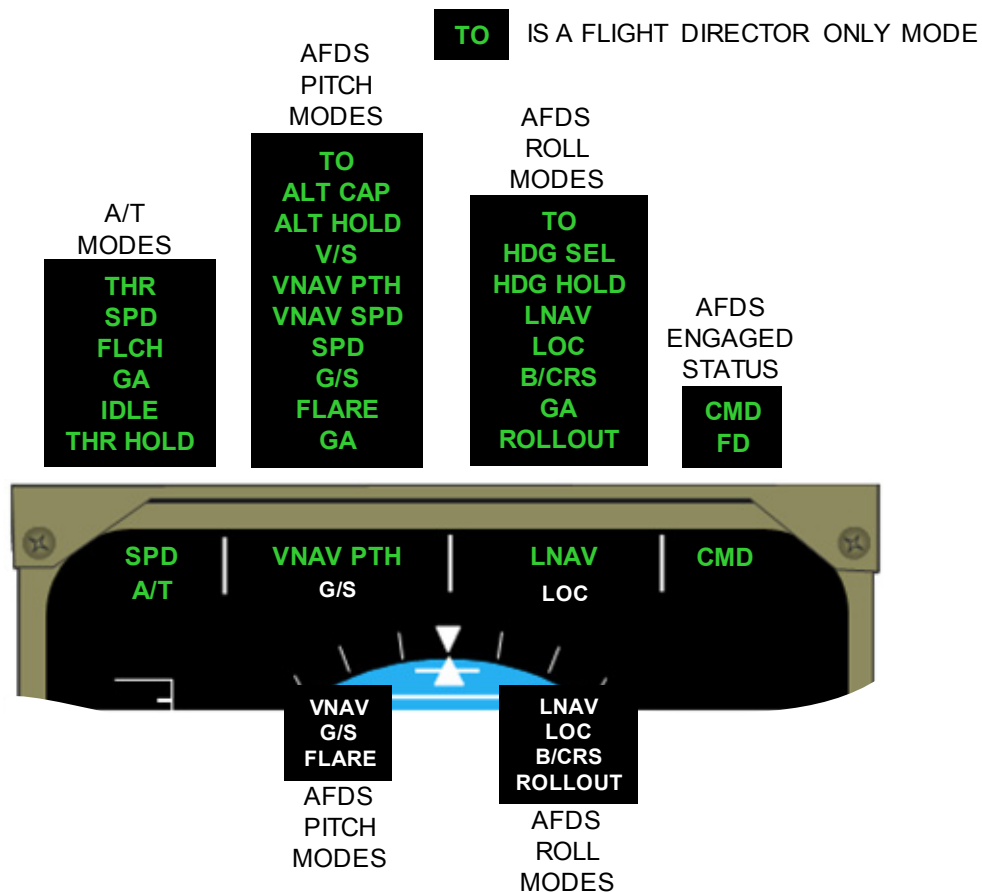 TO IS A FLIGHT DIRECTOR ONLY MODE
AFDS
PITCH
MODES
TO
ALT CAP
ALT HOLD
V/S
VNAV PTH
VNAV SPD
SPD
G/S
FLARE
GA
AFDS
ROLL
MODES
TO
HDG SEL
HDG HOLD
LNAV
LOC
B/CRS
GA
ROLLOUT
A/T
MODES
THR
SPD
FLCH
GA
IDLE
THR HOLD
AFDS
ENGAGED
STATUS
CMD
FD
SPD
A/T
VNAV PTH
G/S
LNAV
LOC
CMD
VNAV
G/S
FLARE
AFDS
PITCH
MODES
LNAV
LOC
B/CRS
ROLLOUT
AFDS
ROLL
MODES